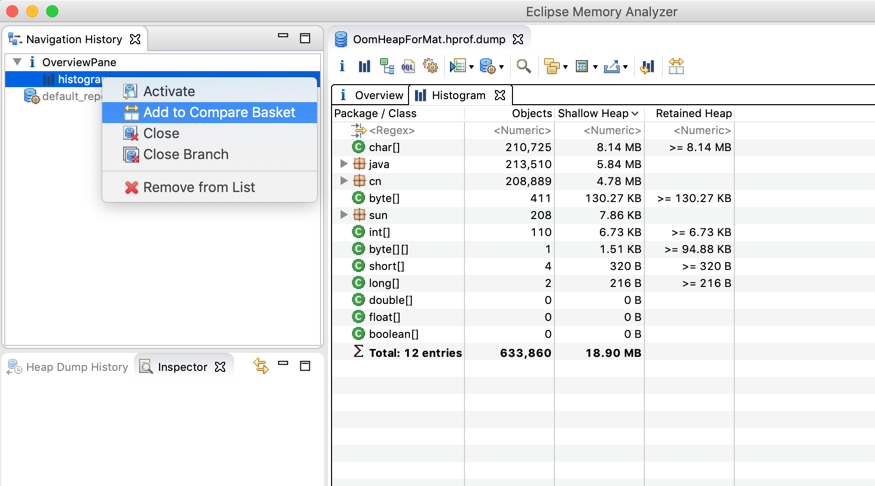 Eclipse Memory Analyzer
Navigation History
OverviewPane
histogram
default_rep
Activate
Add to Compare Basket
Close
Close Branch
Remove from List
Heap Dump History
Inspector
OomHeapForMat.hprof.dump
i OQL
i Overview Histogram
Package / Class Objects Shallow Heap Retained Heap
<Regex> <Numeric> <Numeric> <Numeric>
C char[] 210,725 8.14 MB >= 8.14 MB
java 213,510 5.84 MB
cn 208,889 4.78 MB
C byte[] 411 130.27 KB >= 130.27 KB
sun 208 7.86 KB
C int[] 110 6.73 KB >= 6.73 KB
C byte[][] 1 1.51 KB >= 94.88 KB
C short[] 4 320 B >= 320 B
C long[] 2 216 B >= 216 B
C double[] 0 0 B
C float[] 0 0 B
C boolean[] 0 0 B
Σ Total: 12 entries 633,860 18.90 MB